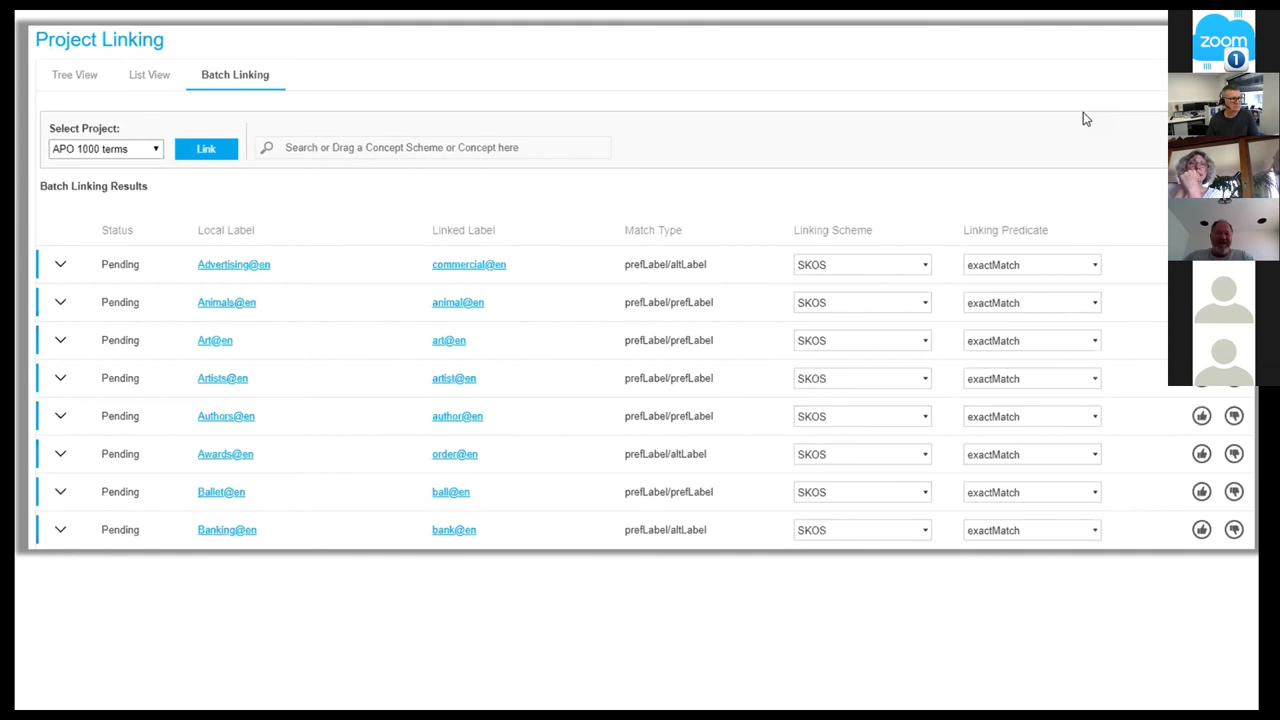 Project Linking
Tree View List View Batch Linking
Select Project:
APO 1000 terms Link Search or Drag a Concept Scheme or Concept here
Batch Linking Results
Status Local Label Linked Label Match Type Linking Scheme Linking Predicate
Pending Advertising@en commercial@en prefLabel/altLabel SKOS exactMatch
Pending Animals@en animal@en prefLabel/prefLabel SKOS exactMatch
Pending Art@en art@en prefLabel/prefLabel SKOS exactMatch
Pending Artists@en artist@en prefLabel/prefLabel SKOS exactMatch
Pending Authors@en author@en prefLabel/prefLabel SKOS exactMatch
Pending Awards@en order@en prefLabel/altLabel SKOS exactMatch
Pending Ballet@en ball@en prefLabel/prefLabel SKOS exactMatch
Pending Banking@en bank@en prefLabel/altLabel SKOS exactMatch
zoom
1